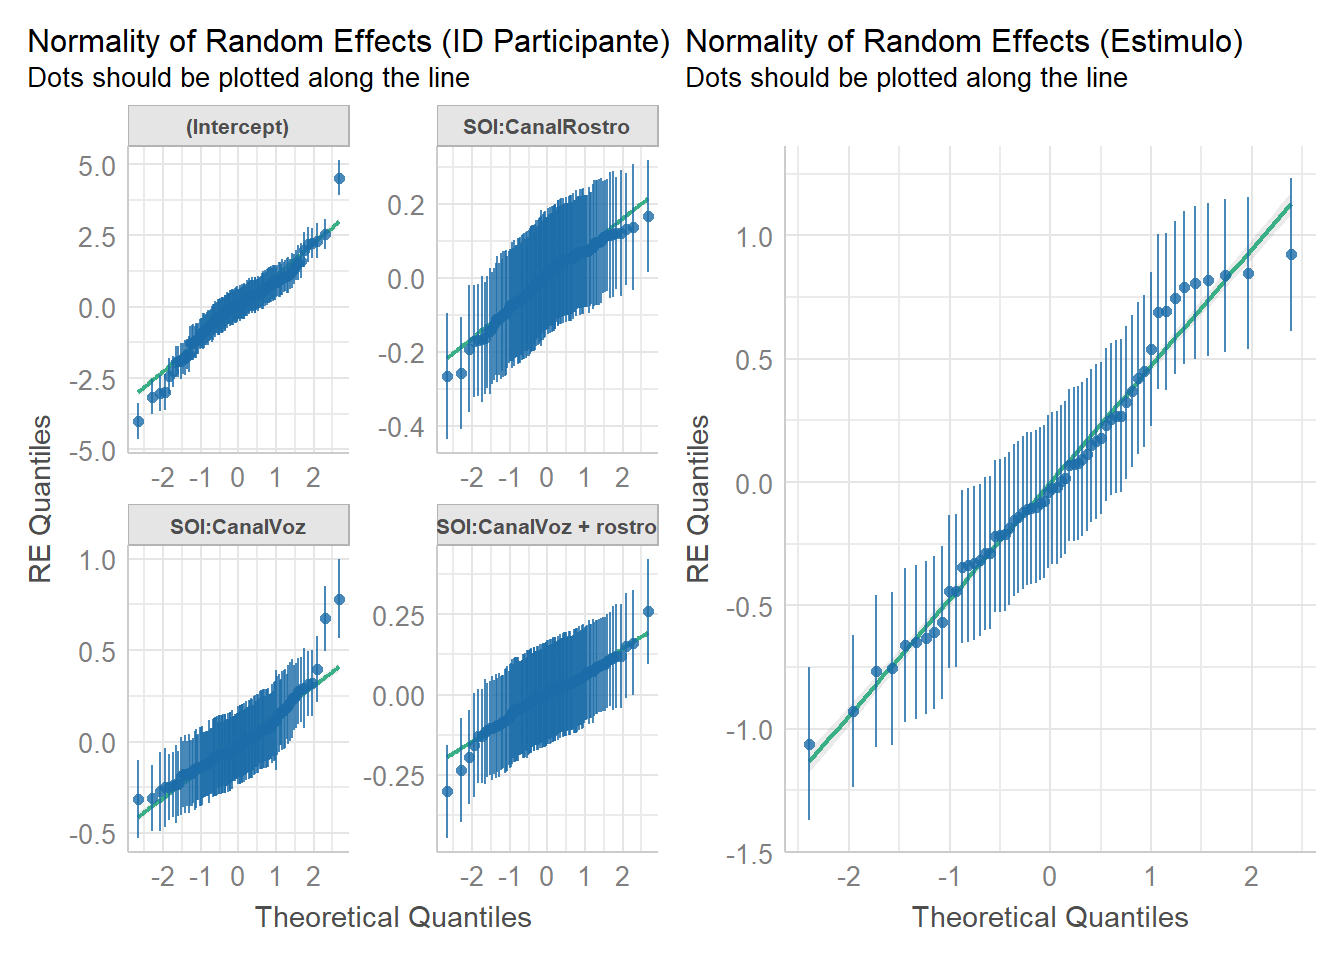 Normality of Random Effects (ID Participante)
Dots should be plotted along the line
(Intercept)
SOI:CanalRostro
5.0
2.5
0.0
-2.5
-5.0
-2 -1 0 1 2
0.2
0.0
-0.2
-0.4
-2 -1 0 1 2
SOI:CanalVoz
SOI:CanalVoz + rostro
1.0
0.5
0.0
-0.5
-2 -1 0 1 2
0.25
0.00
-0.25
-2 -1 0 1 2
RE Quantiles
Theoretical Quantiles
Normality of Random Effects (Estimulo)
Dots should be plotted along the line
1.0
0.5
0.0
-0.5
-1.0
-1.5
-2 -1 0 1 2
RE Quantiles
Theoretical Quantiles